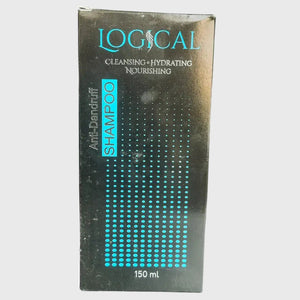 LOGICAL
CLEANSING + HYDRATING
NOURISHING
Anti-Dandruff
SHAMPOO
150 ml